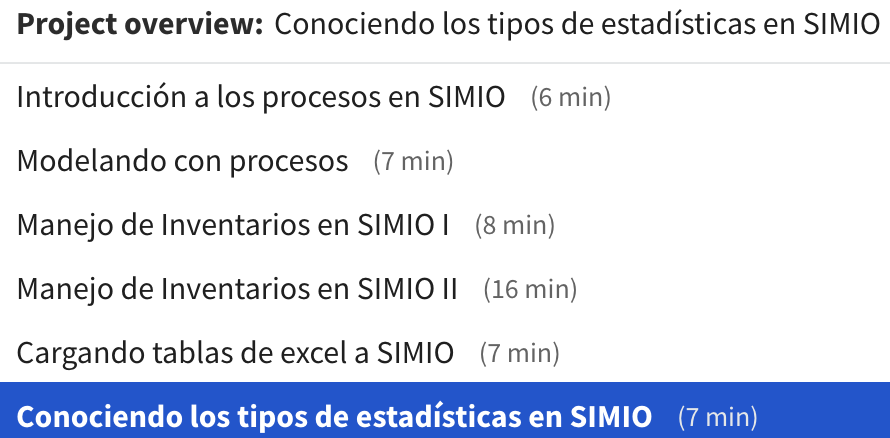 Project overview: Conociendo los tipos de estadísticas en SIMIO
Introducción a los procesos en SIMIO (6 min)
Modelando con procesos (7 min)
Manejo de Inventarios en SIMIO I (8 min)
Manejo de Inventarios en SIMIO II (16 min)
Cargando tablas de excel a SIMIO (7 min)
Conociendo los tipos de estadísticas en SIMIO (7 min)